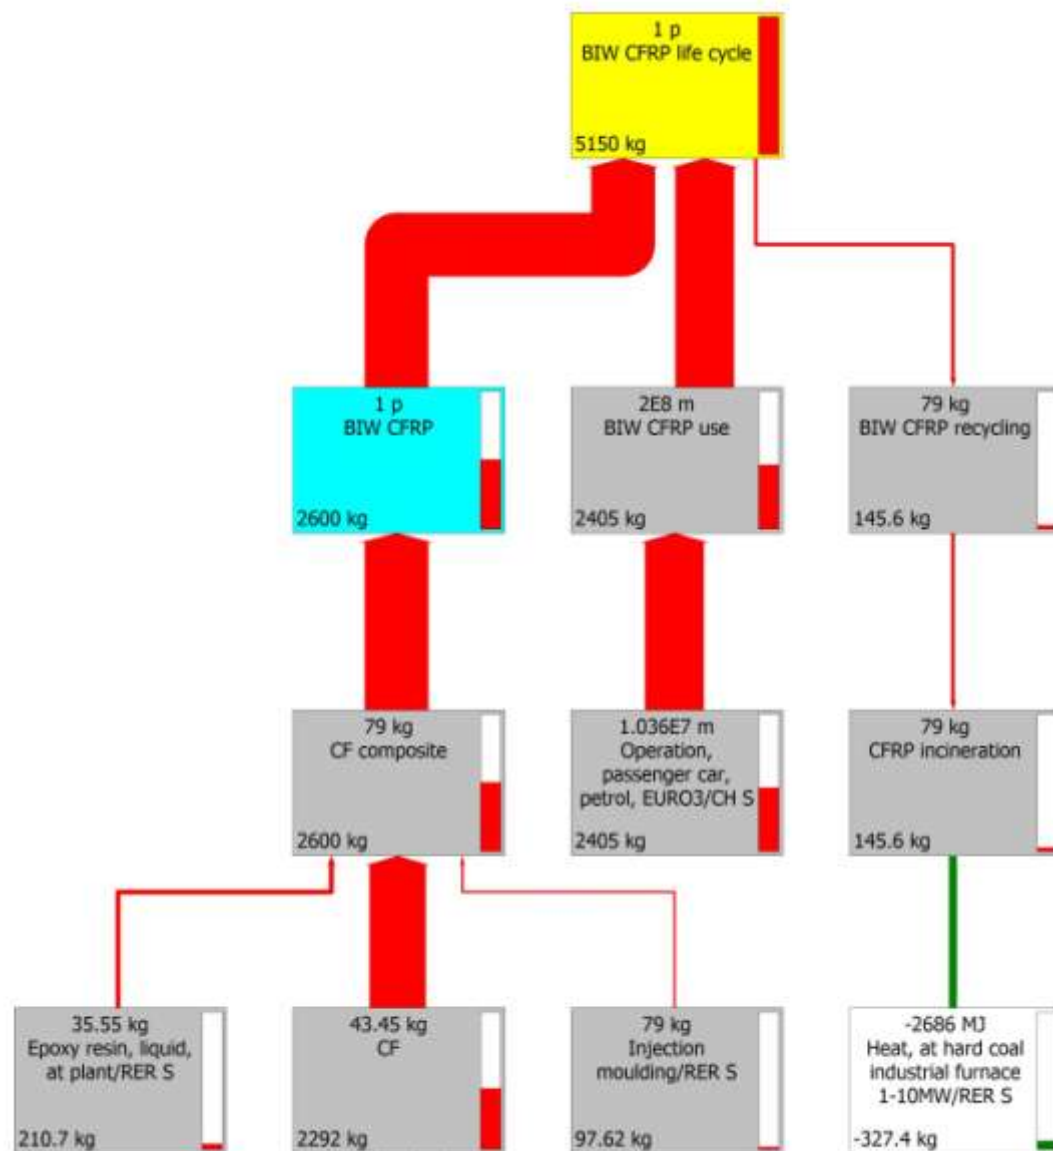 1 p
BIW CFRP life cycle
5150 kg
1 p
BIW CFRP
2600 kg
2E8 m
BIW CFRP use
2405 kg
79 kg
BIW CFRP recycling
145.6 kg
79 kg
CF composite
2600 kg
1.036E7 m
Operation,
passenger car,
petrol, EURO3/CH S
2405 kg
79 kg
CFRP incineration
145.6 kg
35.55 kg
Epoxy resin, liquid,
at plant/RER S
210.7 kg
43.45 kg
CF
2292 kg
79 kg
Injection
moulding/RER S
97.62 kg
-2686 MJ
Heat, at hard coal
industrial furnace
1-10MW/RER S
-327.4 kg